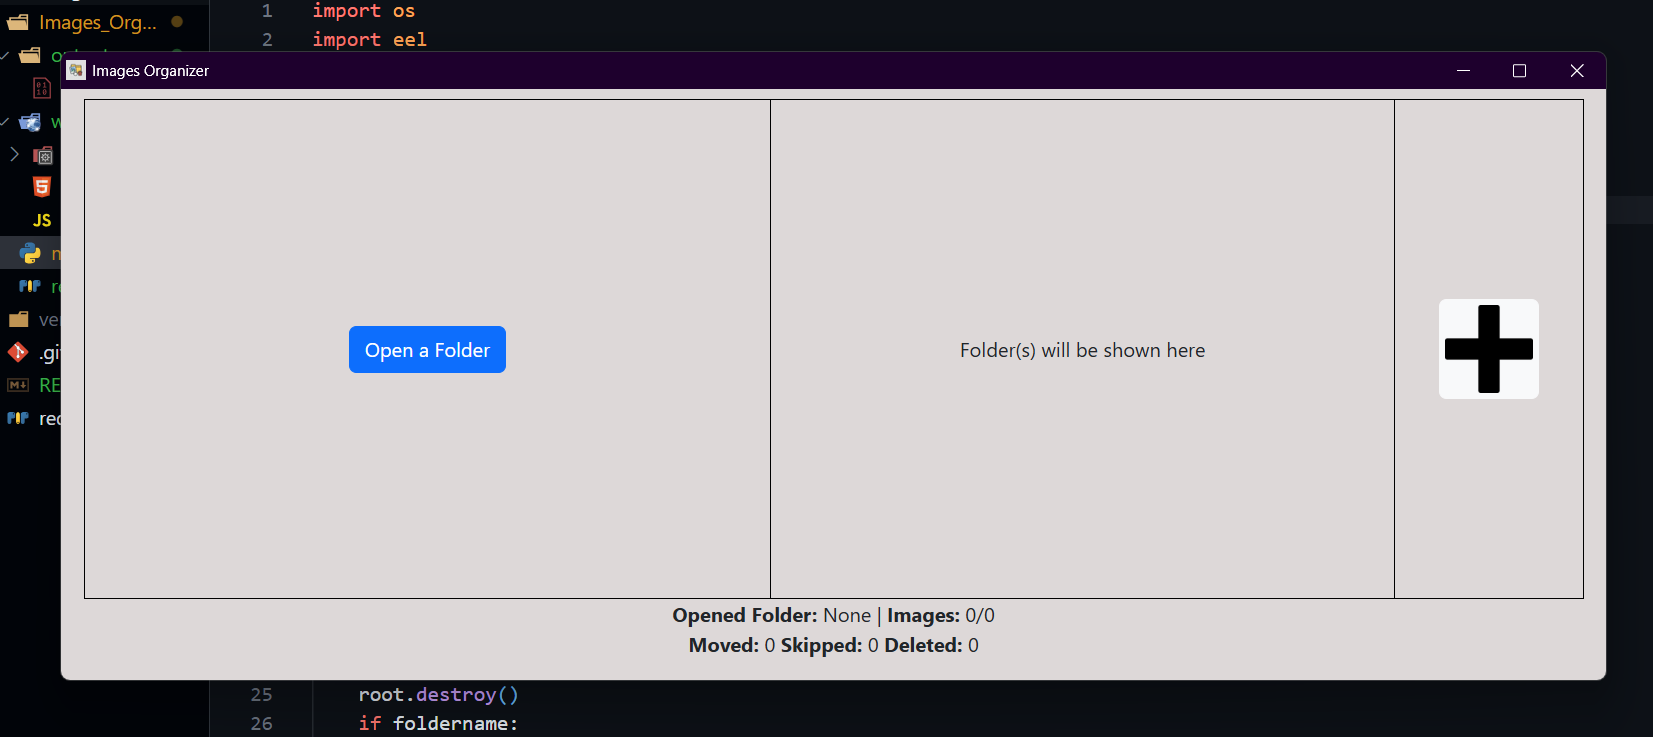 Images_Org...
1 import os
2 import eel
Images Organizer
JS
.gi
RE
rec
Open a Folder
Folder(s) will be shown here
Opened Folder: None | Images: 0/0
Moved: 0 Skipped: 0 Deleted: 0
25 root.destroy()
26 if foldername: